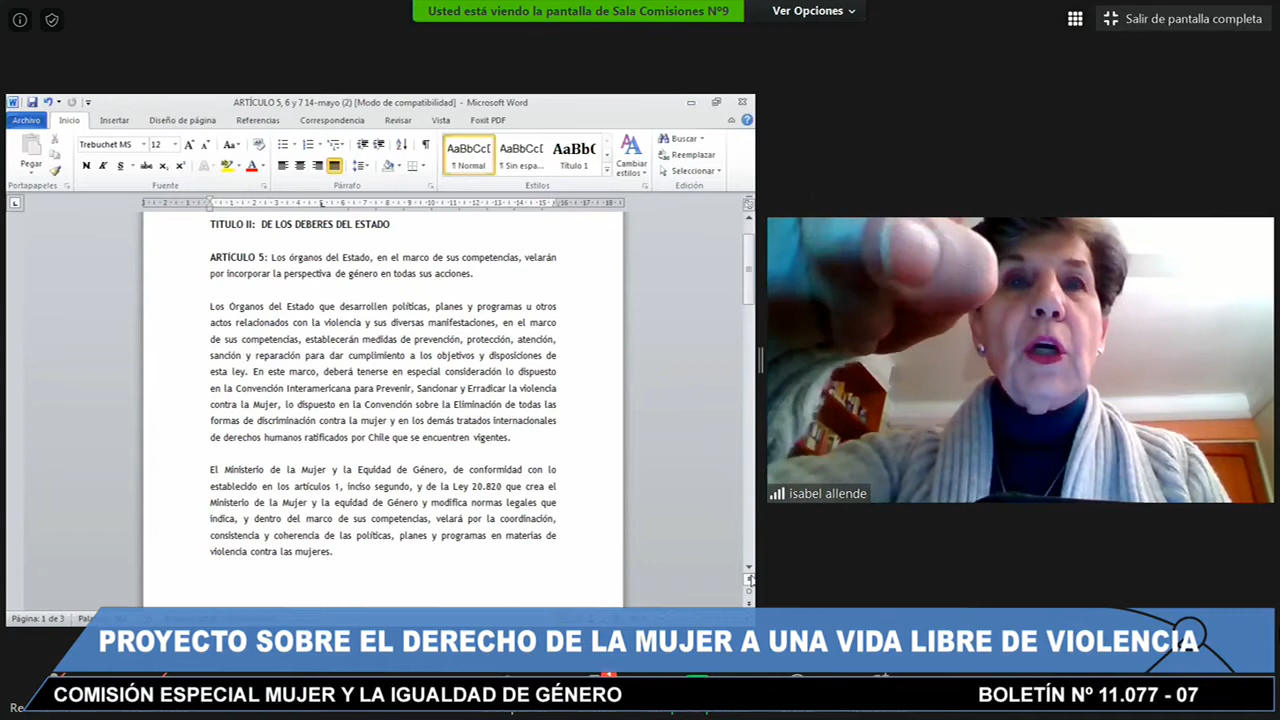 Usted está viendo la pantalla de Sala Comisiones Nº9
Ver Opciones
Salir de pantalla completa
ARTÍCULO 5, 6 y 7 14-mayo (2) [Modo de compatibilidad] - Microsoft Word
Archivo Inicio Insertar Diseño de página Referencias Correspondencia Revisar Vista Foxit PDF
Pegar
Trebuchet MS 12
Portapapeles Fuente Párrafo Estilos Edición
AaBbCcD AaBbCcD AaBbC
¶ Normal ¶ Sin espa... Título 1
Cambiar estilos
Buscar
Reemplazar
Seleccionar
TITULO II: DE LOS DEBERES DEL ESTADO
ARTÍCULO 5: Los órganos del Estado, en el marco de sus competencias, velarán
por incorporar la perspectiva de género en todas sus acciones.
Los Órganos del Estado que desarrollen políticas, planes y programas u otros
actos relacionados con la violencia y sus diversas manifestaciones, en el marco
de sus competencias, establecerán medidas de prevención, protección, atención,
sanción y reparación para dar cumplimiento a los objetivos y disposiciones de
esta ley. En este marco, deberá tenerse en especial consideración lo dispuesto
en la Convención Interamericana para Prevenir, Sancionar y Erradicar la violencia
contra la Mujer, lo dispuesto en la Convención sobre la Eliminación de todas las
formas de discriminación contra la mujer y en los demás tratados internacionales
de derechos humanos ratificados por Chile que se encuentren vigentes.
El Ministerio de la Mujer y la Equidad de Género, de conformidad con lo
establecido en los artículos 1, inciso segundo, y de la Ley 20.820 que crea el
Ministerio de la Mujer y la equidad de Género y modifica normas legales que
indica, y dentro del marco de sus competencias, velará por la coordinación,
consistencia y coherencia de las políticas, planes y programas en materias de
violencia contra las mujeres.
Página: 1 de 3
isabel allende
PROYECTO SOBRE EL DERECHO DE LA MUJER A UNA VIDA LIBRE DE VIOLENCIA
COMISIÓN ESPECIAL MUJER Y LA IGUALDAD DE GÉNERO
BOLETÍN Nº 11.077 - 07